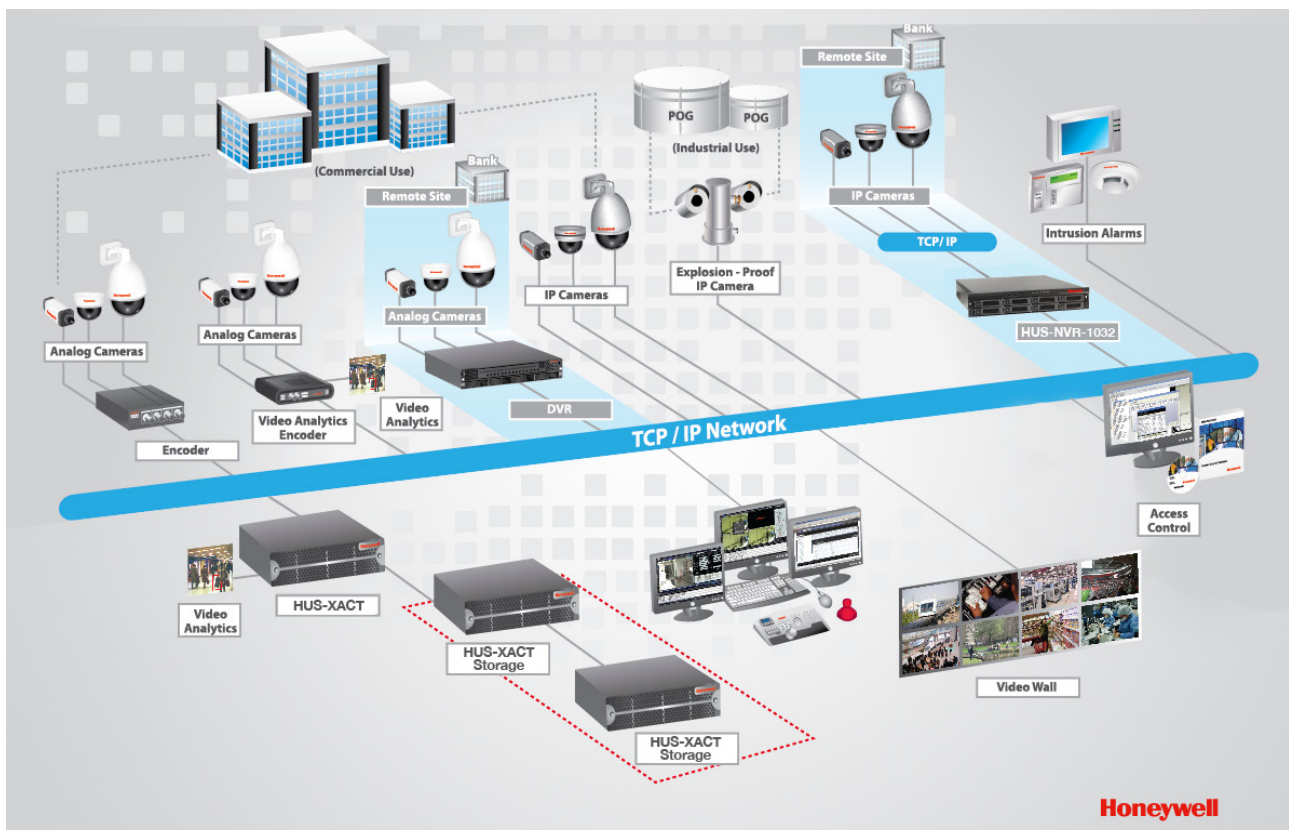 Bank
Remote Site
POG
POG
(Industrial Use)
(Commercial Use)
Bank
Remote Site
IP Cameras
TCP/ IP
Intrusion Alarms
Explosion - Proof
IP Camera
IP Cameras
Analog Cameras
Analog Cameras
Analog Cameras
HUS-NVR-1032
DVR
Video
Analytics
Video Analytics
Encoder
Encoder
TCP / IP Network
Access
Control
HUS-XACT
Video
Analytics
HUS-XACT
Storage
HUS-XACT
Storage
Video Wall
Honeywell